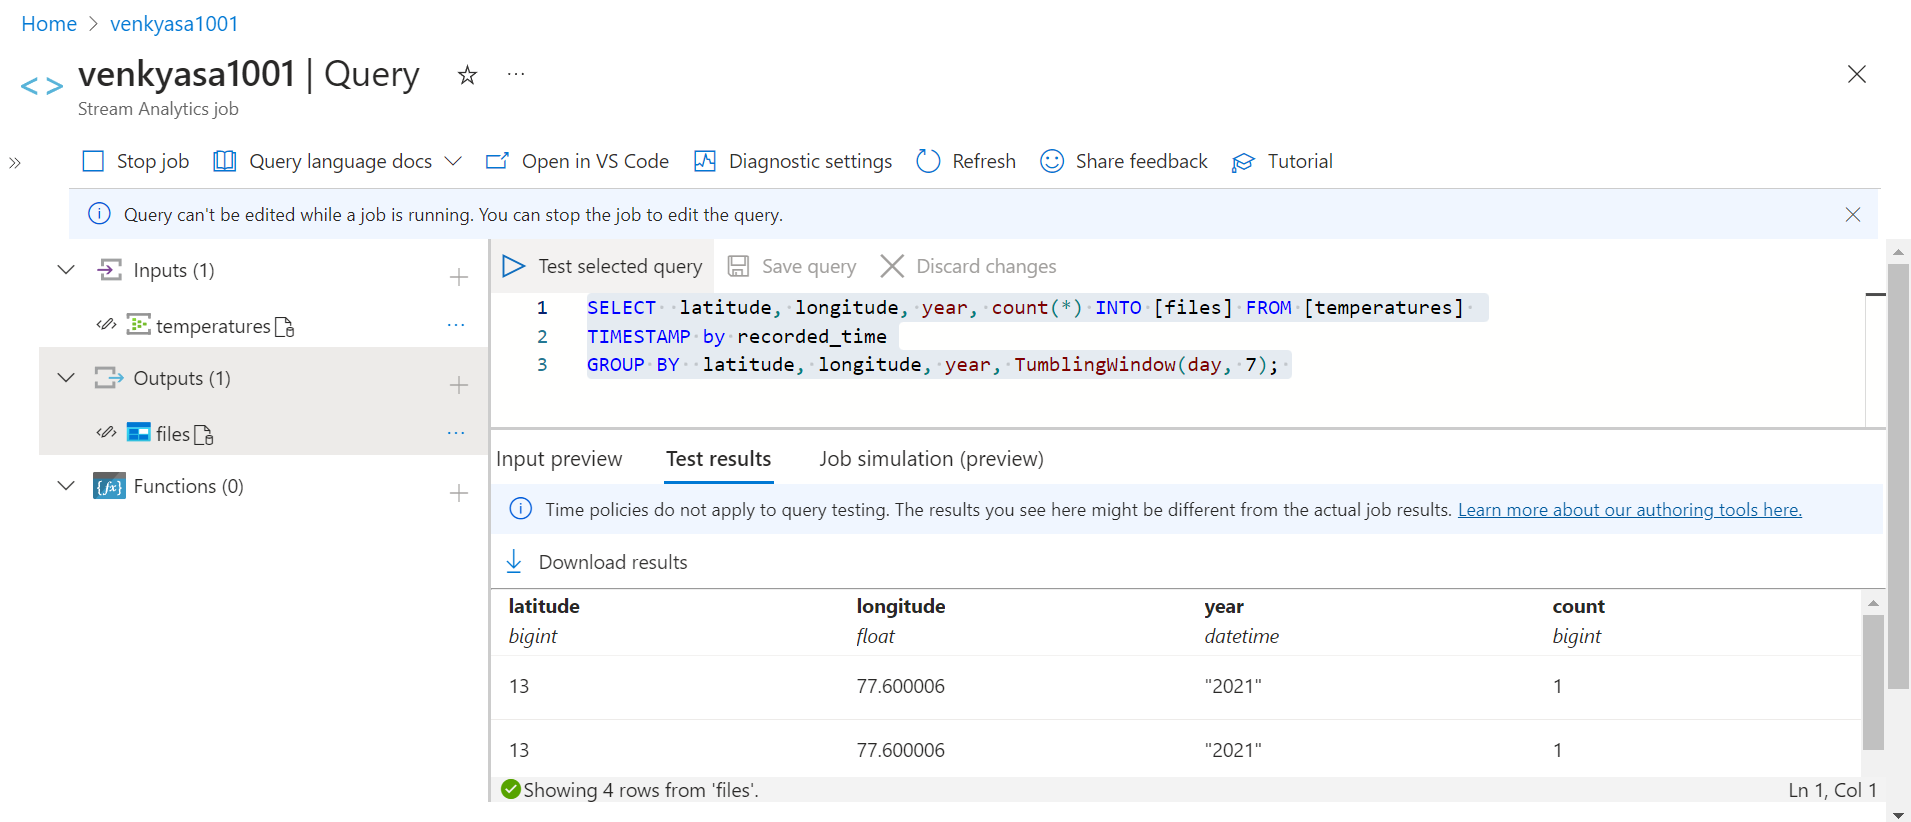 Home > venkyasa1001
venkyasa1001 | Query ☆ ...
Stream Analytics job
Stop job Query language docs Open in VS Code Diagnostic settings Refresh Share feedback Tutorial
Query can't be edited while a job is running. You can stop the job to edit the query.
Inputs (1)
temperatures
Outputs (1)
files
Functions (0)
Test selected query Save query Discard changes
1 SELECT latitude, longitude, year, count(*) INTO [files] FROM [temperatures]
2 TIMESTAMP by recorded_time
3 GROUP BY latitude, longitude, year, TumblingWindow(day, 7);
Input preview Test results Job simulation (preview)
Time policies do not apply to query testing. The results you see here might be different from the actual job results. Learn more about our authoring tools here.
Download results
latitude longitude year count
bigint float datetime bigint
13 77.600006 "2021" 1
13 77.600006 "2021" 1
Showing 4 rows from 'files'. Ln 1, Col 1